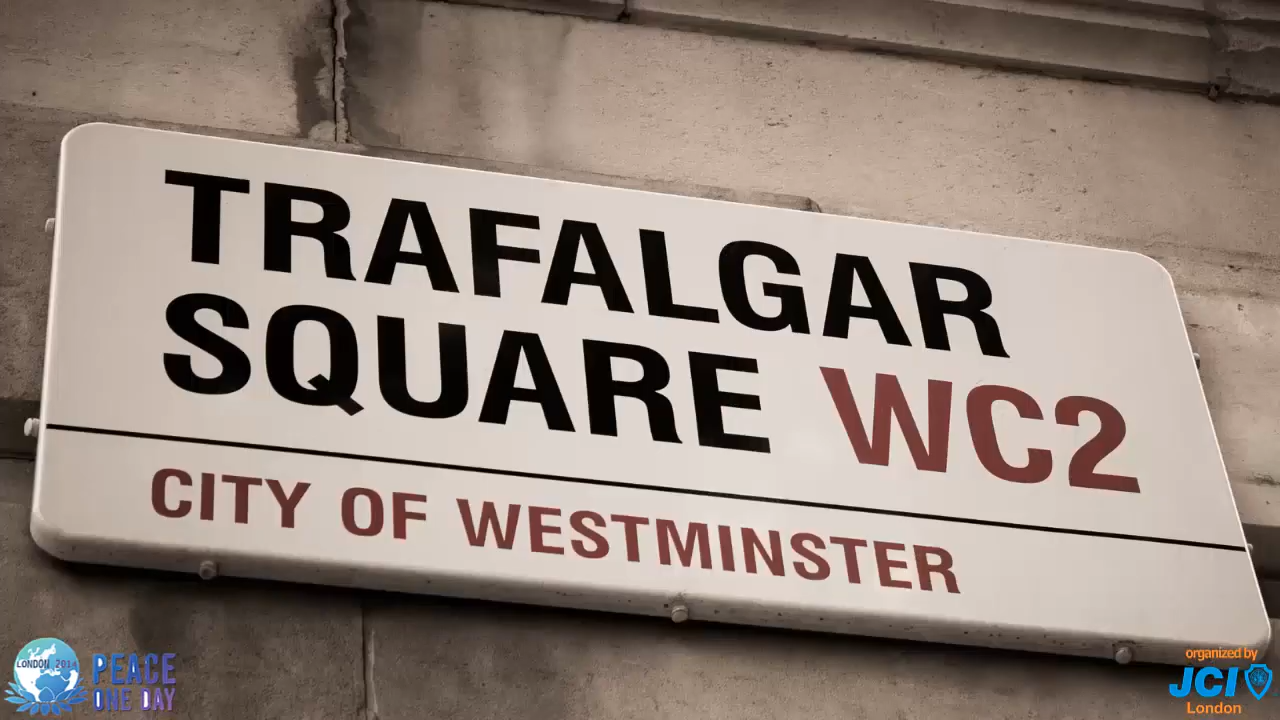 TRAFALGAR
SQUARE WC2
CITY OF WESTMINSTER
LONDON 2014
PEACE
ONE DAY
organized by
JCI
London